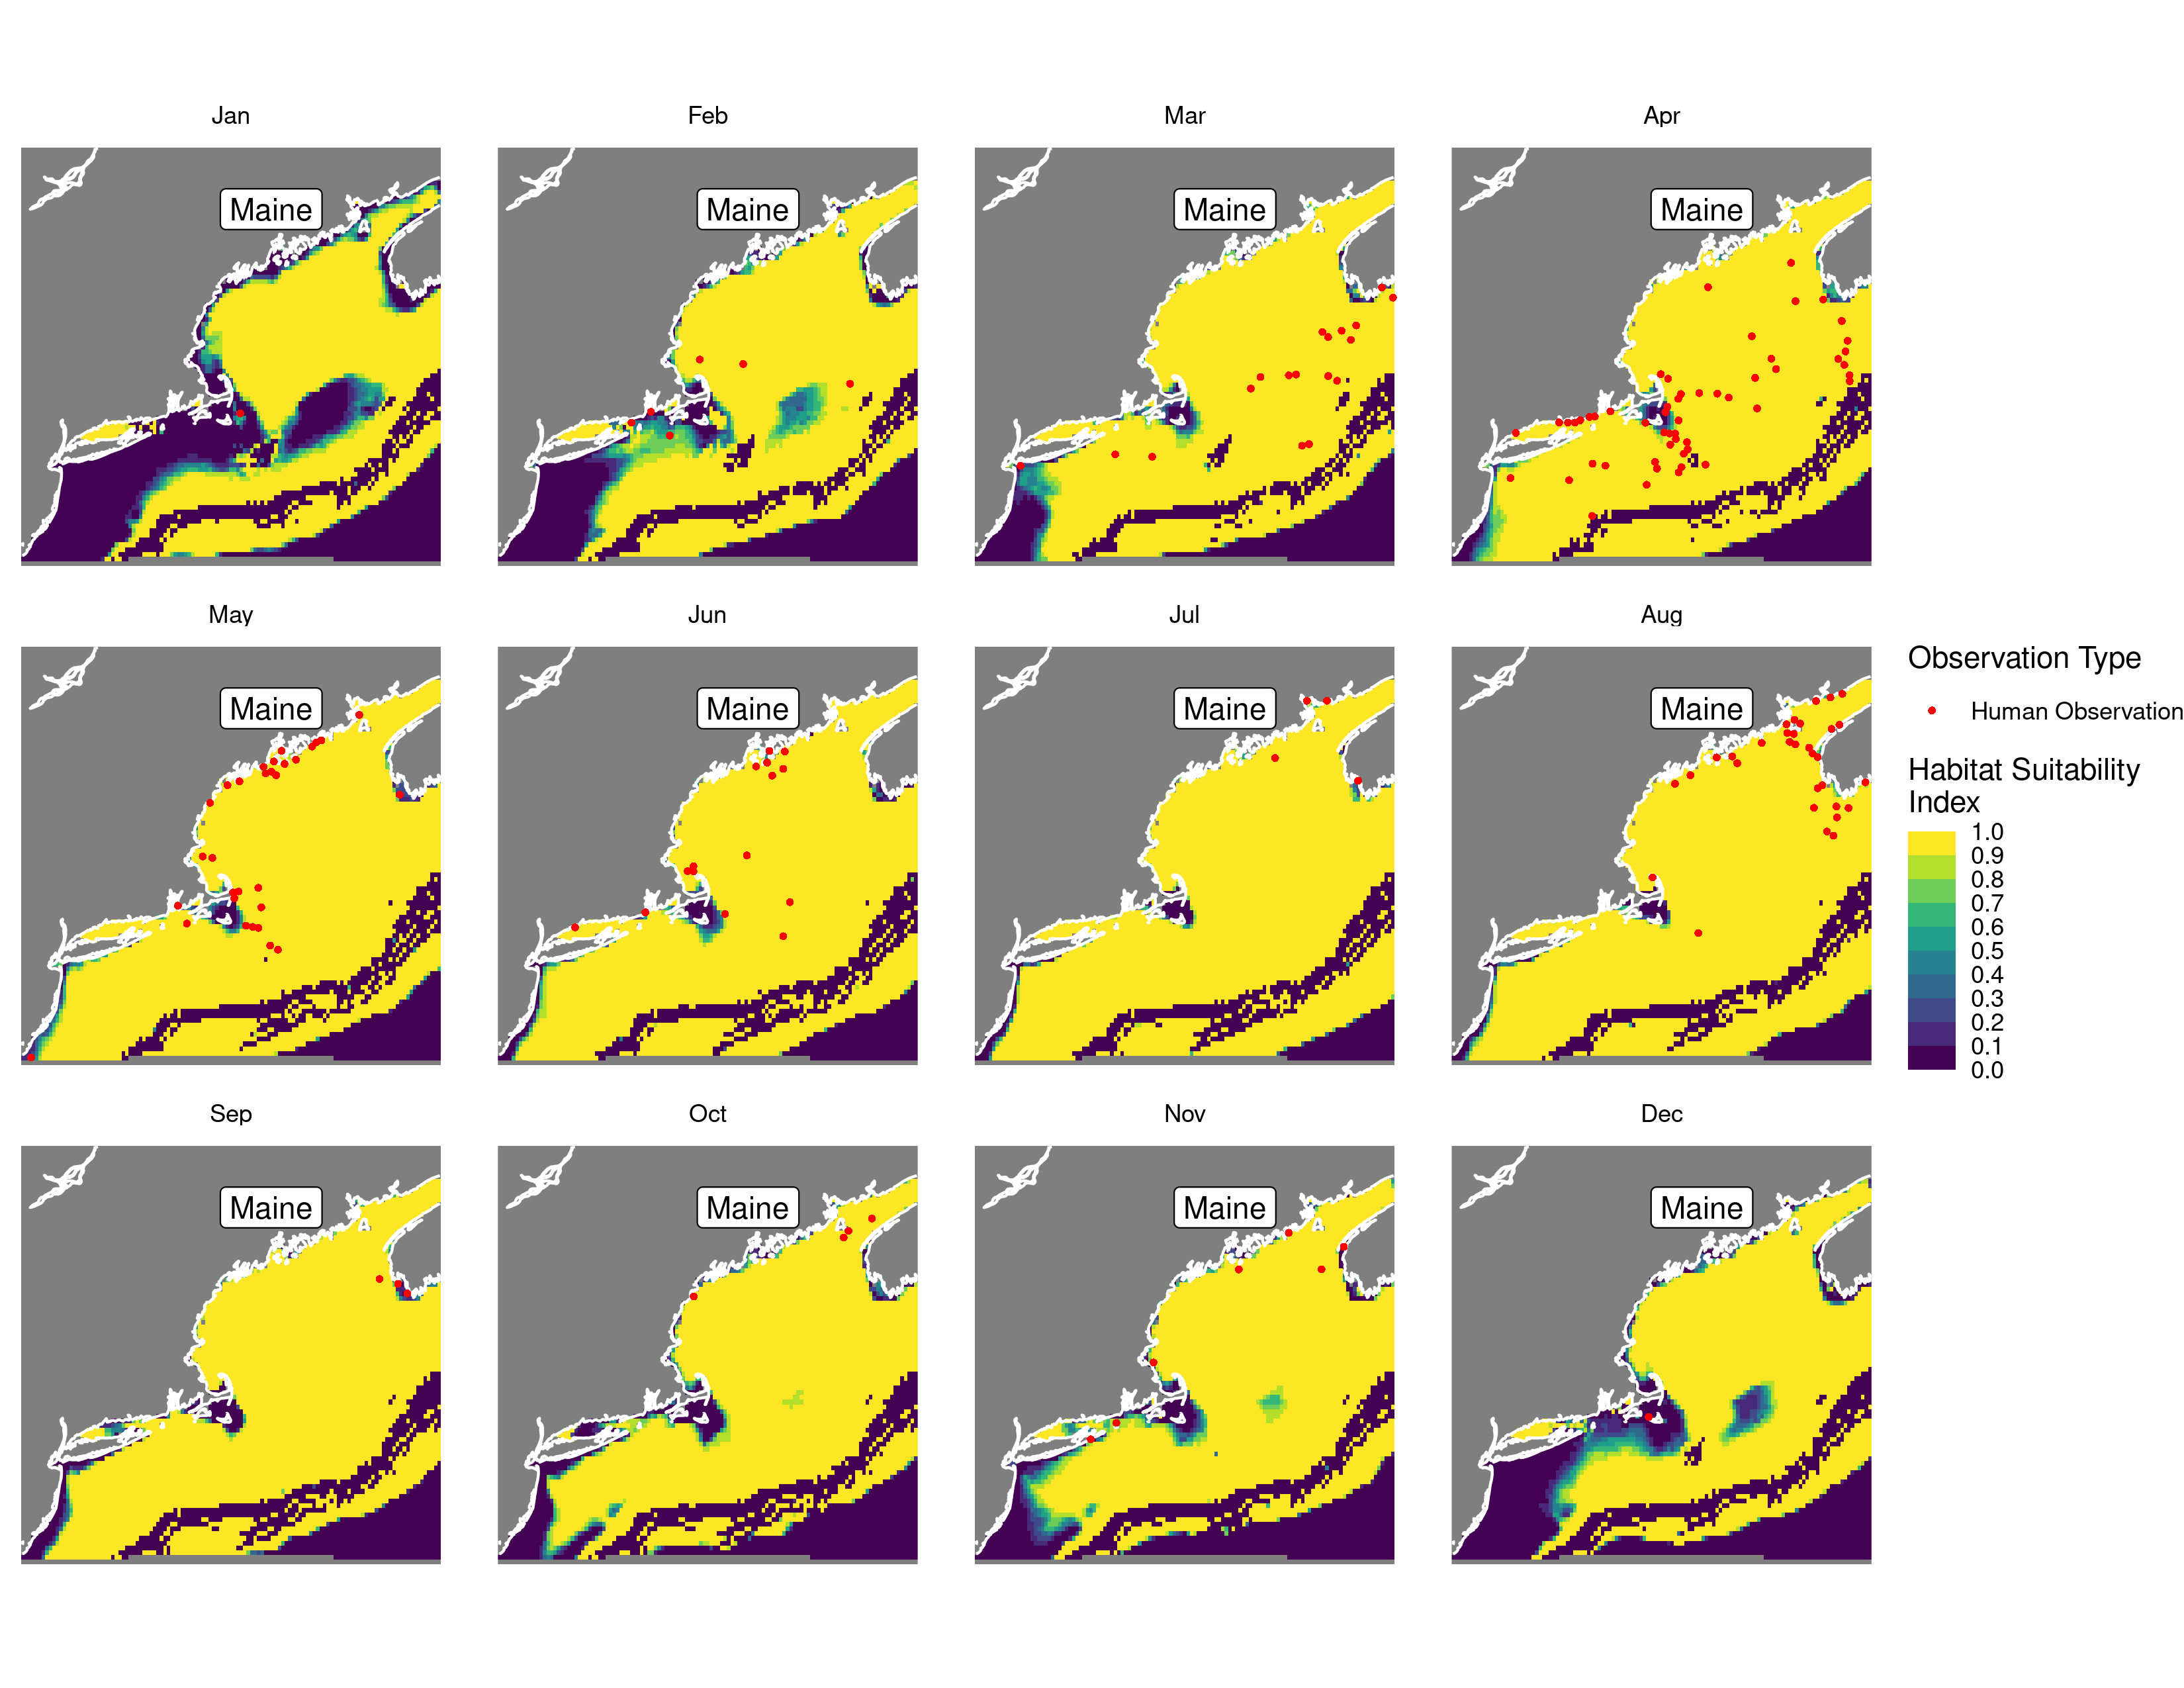 Jan
Feb
Mar
Apr
Maine
Maine
Maine
Maine
May
Jun
Jul
Aug
Maine
Maine
Maine
Maine
Observation Type
Human Observation
Habitat Suitability
Index
1.0
0.9
0.8
0.7
0.6
0.5
0.4
0.3
0.2
0.1
0.0
Sep
Oct
Nov
Dec
Maine
Maine
Maine
Maine